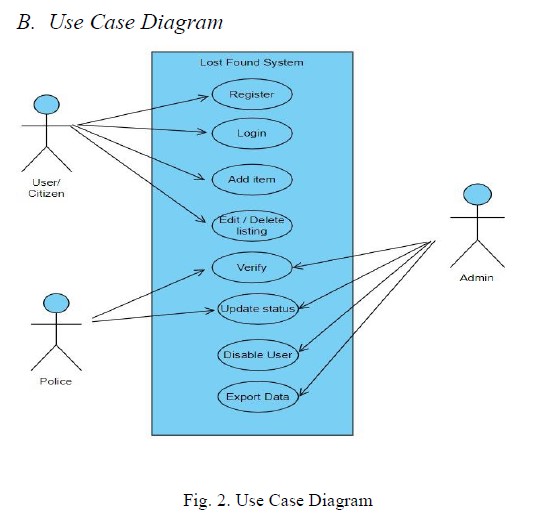 B. Use Case Diagram
Lost Found System
Register
Login
Add item
User/
Citizen
Edit / Delete
listing
Verify
Admin
Update status
Police
Disable User
Export Data
Fig. 2. Use Case Diagram